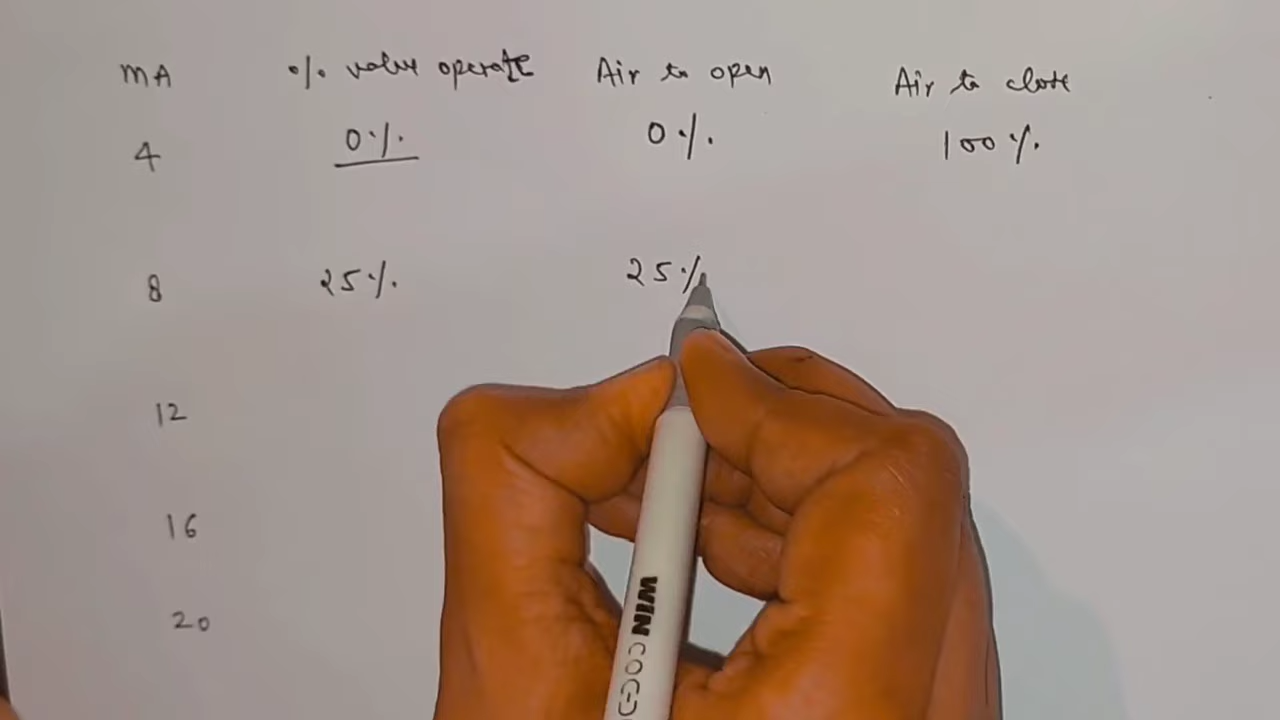 MA % value operate Air to open Air to close
4 0% 0% 100%
8 25% 25%
12
16
20
WIN